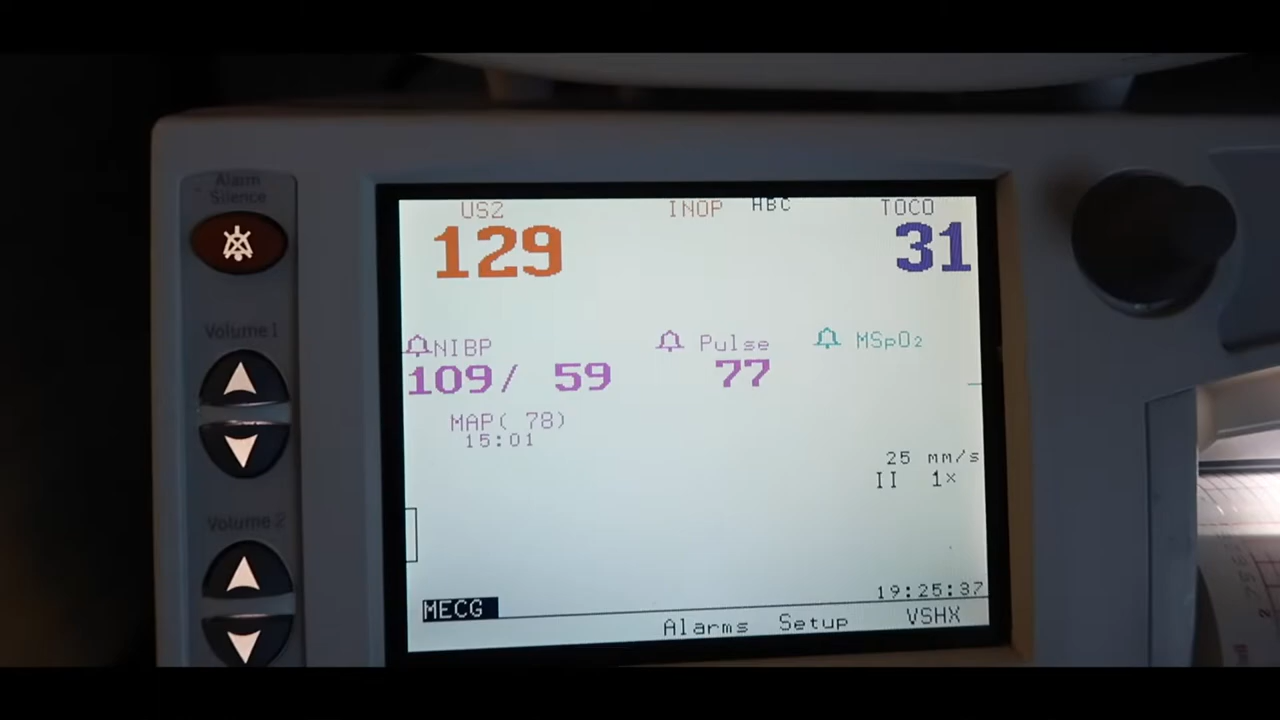 Alarm
Silence
US2
INOP
HBC
TOCO
129
31
Volume 1
NIBP
Pulse
MSpO2
109/ 59
77
MAP( 78)
15:01
25 mm/s
II 1×
Volume 2
19:25:37
MECG
Alarms
Setup
VSHX